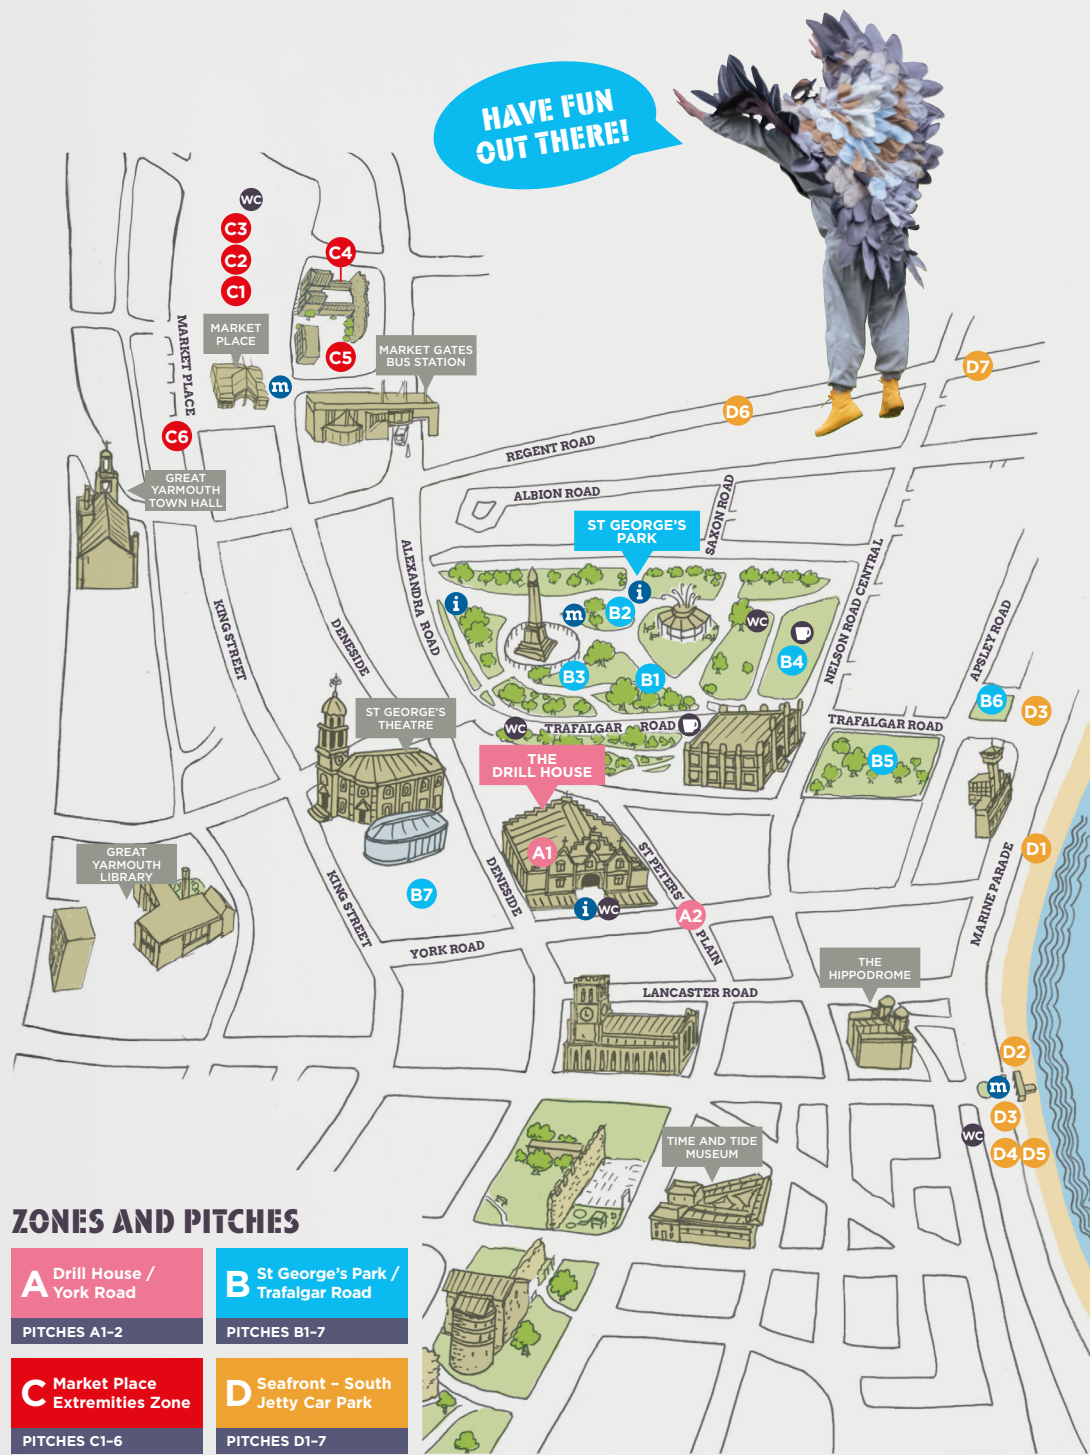 HAVE FUN
OUT THERE!
WC
C3
C2
C1
C4
C5
MARKET
PLACE
MARKET PLACE
MARKET GATES
BUS STATION
m
C6
GREAT
YARMOUTH
TOWN HALL
D7
D6
REGENT ROAD
ALBION ROAD
SAXON ROAD
ST GEORGE'S
PARK
ALEXANDRA ROAD
NELSON ROAD CENTRAL
KING STREET
DENESIDE
APSLEY ROAD
i
i
m
B2
WC
B4
B3
B1
B6
D3
ST GEORGE'S
THEATRE
WC
TRAFALGAR ROAD
TRAFALGAR ROAD
B5
THE
DRILL HOUSE
A1
ST PETERS'
PLAIN
D1
MARINE PARADE
GREAT
YARMOUTH
LIBRARY
KING STREET
B7
DENESIDE
i
WC
A2
YORK ROAD
LANCASTER ROAD
THE
HIPPODROME
D2
m
D3
WC
D4
D5
TIME AND TIDE
MUSEUM
ZONES AND PITCHES
A Drill House /
York Road
PITCHES A1–2
B St George's Park /
Trafalgar Road
PITCHES B1–7
C Market Place
Extremities Zone
PITCHES C1–6
D Seafront – South
Jetty Car Park
PITCHES D1–7